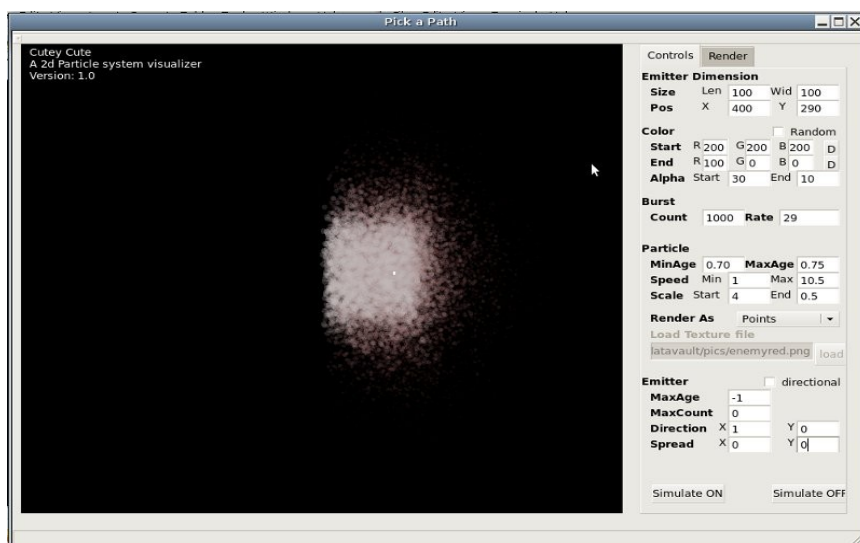 Pick a Path
Cutey Cute
A 2d Particle system visualizer
Version: 1.0
Controls Render
Emitter Dimension
Size Len 100 Wid 100
Pos X 400 Y 290
Color Random
Start R 200 G 200 B 200 D
End R 100 G 0 B 0 D
Alpha Start 30 End 10
Burst
Count 1000 Rate 29
Particle
MinAge 0.70 MaxAge 0.75
Speed Min 1 Max 10.5
Scale Start 4 End 0.5
Render As Points
Load Texture file
latavault/pics/enemyred.png load
Emitter directional
MaxAge -1
MaxCount 0
Direction X 1 Y 0
Spread X 0 Y 0
Simulate ON Simulate OFF